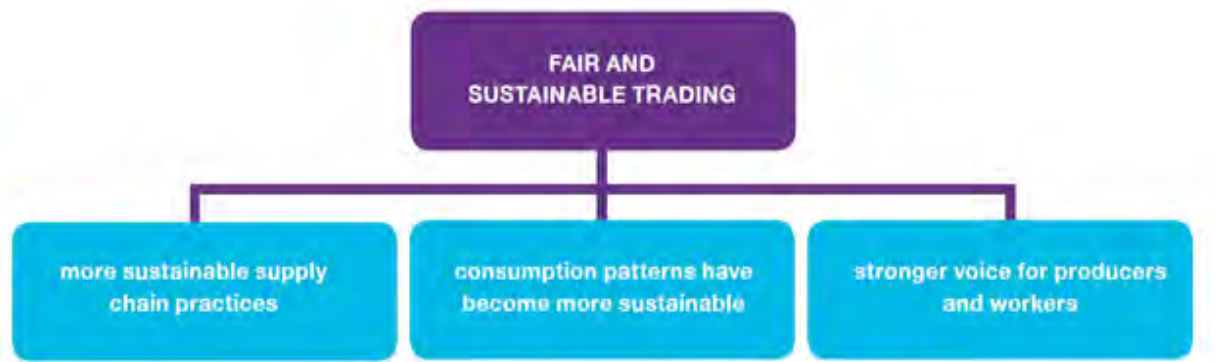 FAIR AND
SUSTAINABLE TRADING
more sustainable supply
chain practices
consumption patterns have
become more sustainable
stronger voice for producers
and workers